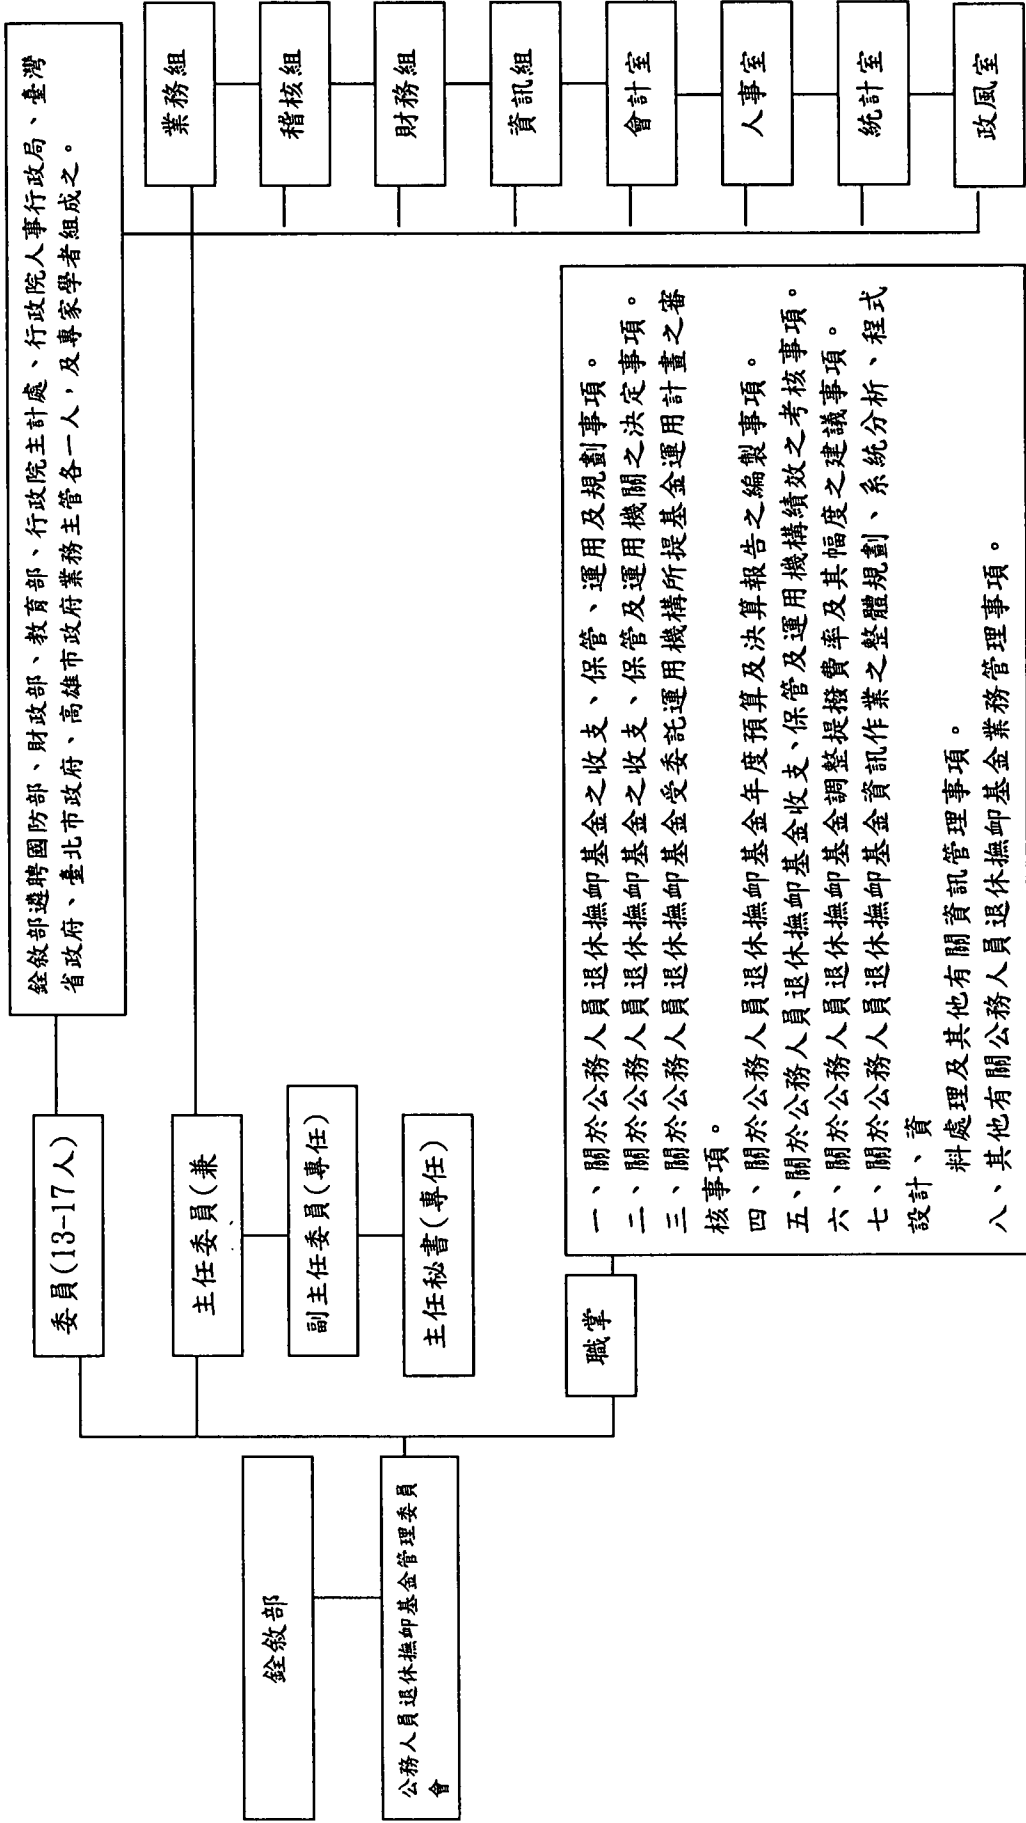 銓敘部
公務人員退休撫卹基金管理委員
會
委員(13-17人)
主任委員(兼
副主任委員(專任)
主任秘書(專任)
職掌
銓敘部遴聘國防部、財政部、教育部、行政院主計處、行政院人事行政局、臺灣
省政府、臺北市政府、高雄市政府業務主管各一人，及專家學者組成之。
業務組
稽核組
財務組
資訊組
會計室
人事室
統計室
政風室
一、關於公務人員退休撫卹基金之收支、保管、運用及規劃事項。
二、關於公務人員退休撫卹基金之收支、保管及運用機關之決定事項。
三、關於公務人員退休撫卹基金受委託運用機構所提基金運用計畫之審
核事項。
四、關於公務人員退休撫卹基金年度預算及決算報告之編製事項。
五、關於公務人員退休撫卹基金收支、保管及運用機構績效之考核事項。
六、關於公務人員退休撫卹基金調整提撥費率及其幅度之建議事項。
七、關於公務人員退休撫卹基金資訊作業之整體規劃、系統分析、程式
設計、資
料處理及其他有關資訊管理事項。
八、其他有關公務人員退休撫卹基金業務管理事項。